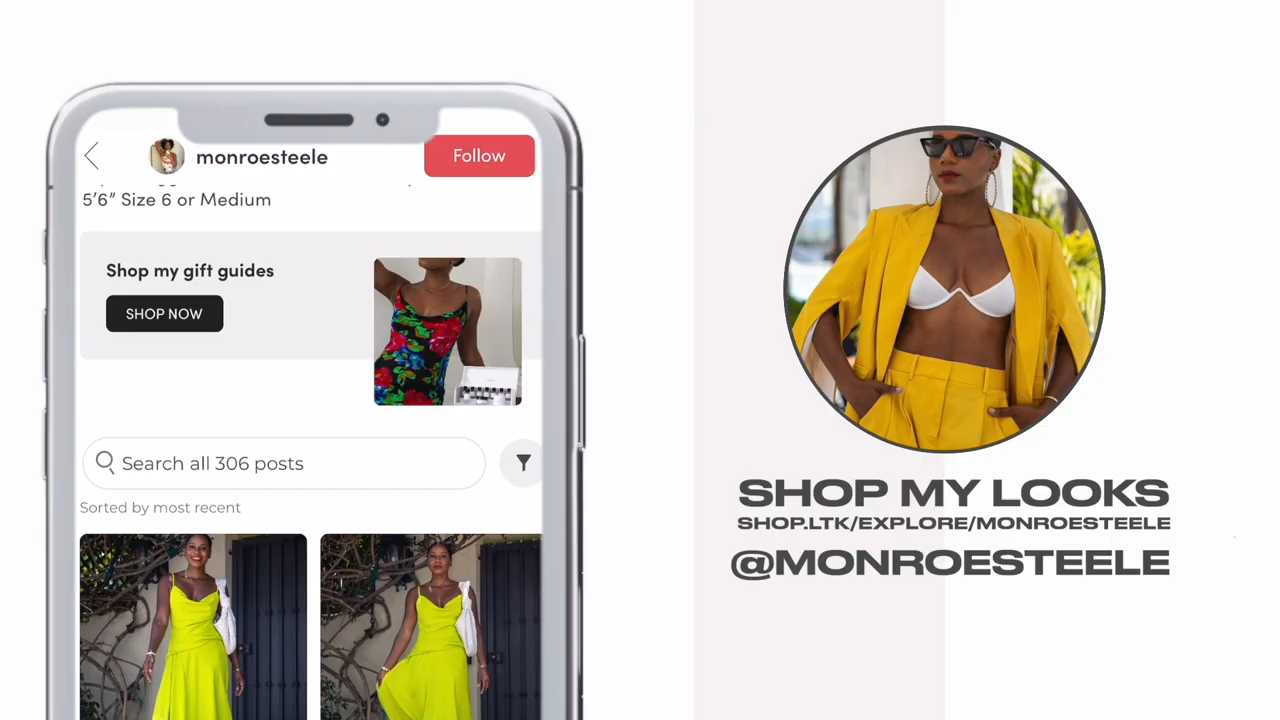 monroesteele
Follow
5’6” Size 6 or Medium
Shop my gift guides
SHOP NOW
Search all 306 posts
Sorted by most recent
SHOP MY LOOKS
SHOP.LTK/EXPLORE/MONROESTEELE
@MONROESTEELE